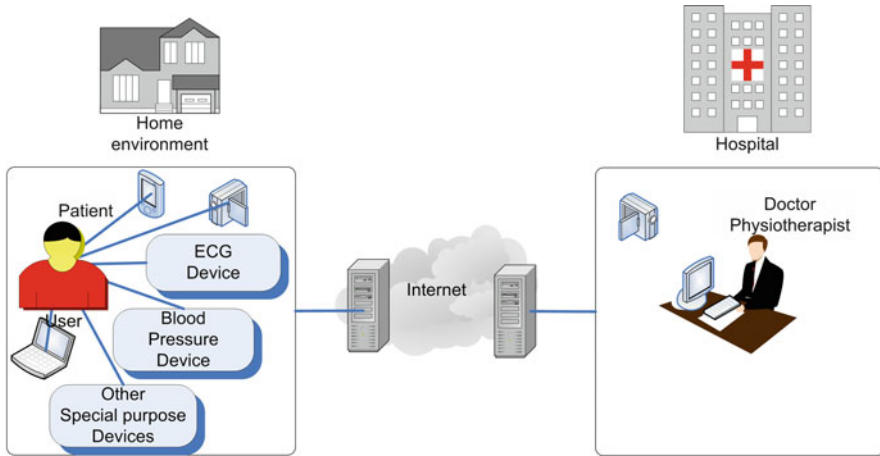 Home
environment
Hospital
Patient
ECG
Device
User
Blood
Pressure
Device
Other
Special purpose
Devices
Internet
Doctor
Physiotherapist